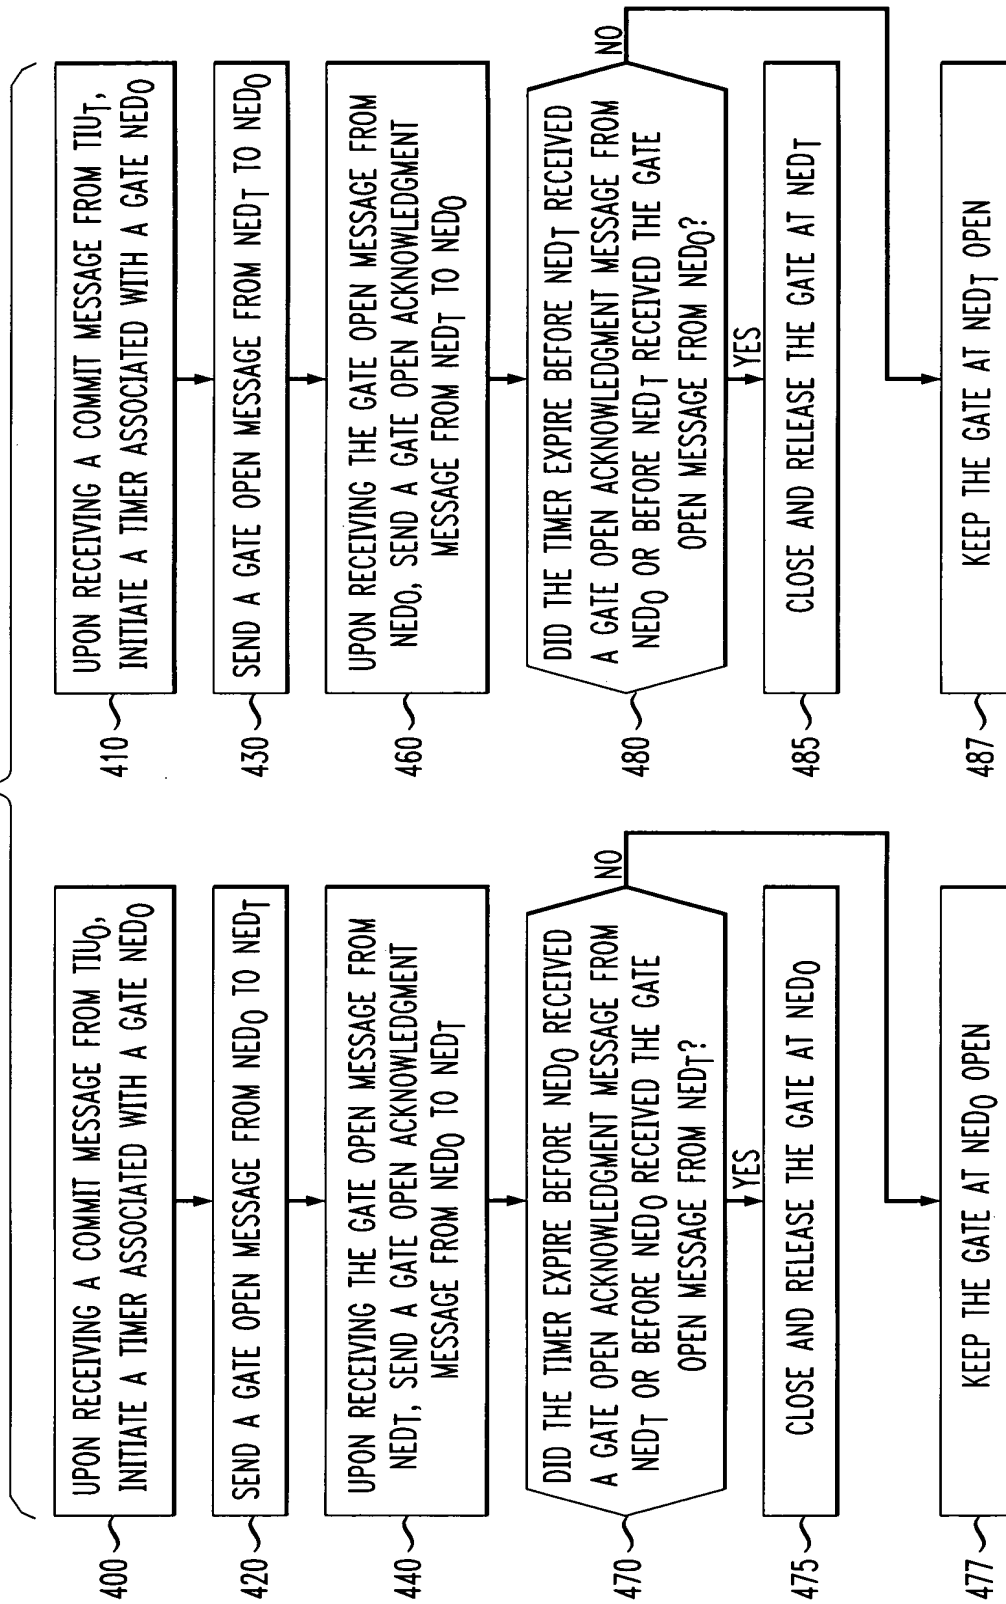 400
UPON RECEIVING A COMMIT MESSAGE FROM TIUO,
INITIATE A TIMER ASSOCIATED WITH A GATE NEDO
420
SEND A GATE OPEN MESSAGE FROM NEDO TO NEDT
440
UPON RECEIVING THE GATE OPEN MESSAGE FROM
NEDT, SEND A GATE OPEN ACKNOWLEDGMENT
MESSAGE FROM NEDO TO NEDT
470
DID THE TIMER EXPIRE BEFORE NEDO RECEIVED
A GATE OPEN ACKNOWLEDGMENT MESSAGE FROM
NEDT OR BEFORE NEDO RECEIVED THE GATE
OPEN MESSAGE FROM NEDT?
NO
YES
475
CLOSE AND RELEASE THE GATE AT NEDO
477
KEEP THE GATE AT NEDO OPEN
410
UPON RECEIVING A COMMIT MESSAGE FROM TIUT,
INITIATE A TIMER ASSOCIATED WITH A GATE NEDO
430
SEND A GATE OPEN MESSAGE FROM NEDT TO NEDO
460
UPON RECEIVING THE GATE OPEN MESSAGE FROM
NEDO, SEND A GATE OPEN ACKNOWLEDGMENT
MESSAGE FROM NEDT TO NEDO
480
DID THE TIMER EXPIRE BEFORE NEDT RECEIVED
A GATE OPEN ACKNOWLEDGMENT MESSAGE FROM
NEDO OR BEFORE NEDT RECEIVED THE GATE
OPEN MESSAGE FROM NEDO?
NO
YES
485
CLOSE AND RELEASE THE GATE AT NEDT
487
KEEP THE GATE AT NEDT OPEN